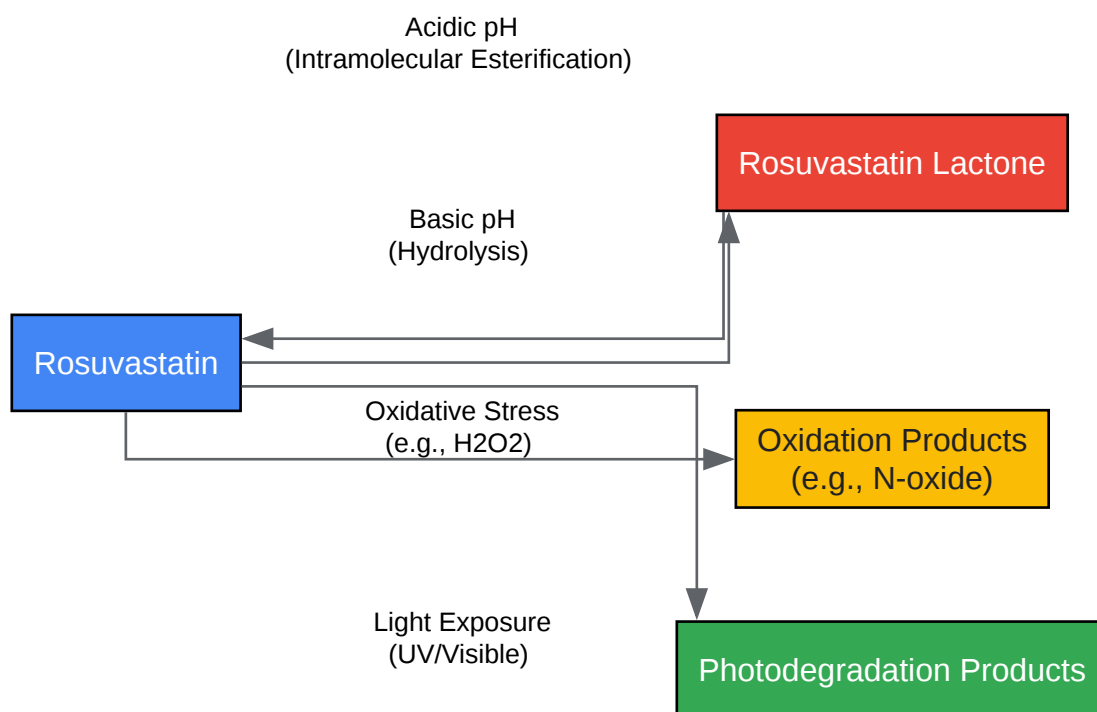 Acidic pH
(Intramolecular Esterification)
Rosuvastatin Lactone
Basic pH
(Hydrolysis)
Rosuvastatin
Oxidative Stress
(e.g., H2O2)
Oxidation Products
(e.g., N-oxide)
Light Exposure
(UV/Visible)
Photodegradation Products